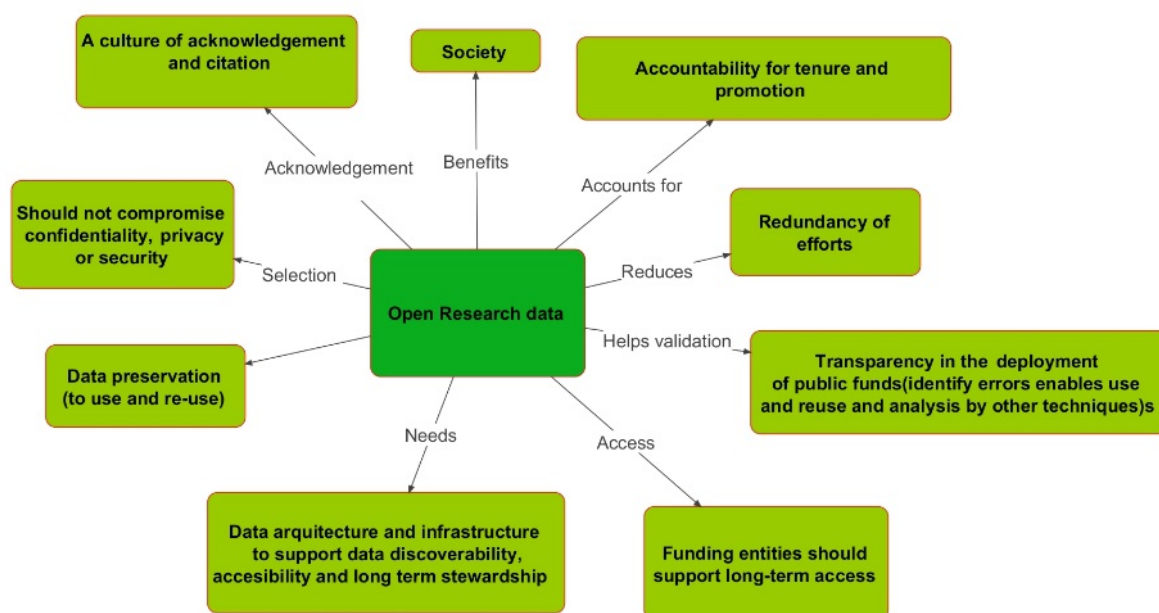 A culture of acknowledgement
and citation
Society
Accountability for tenure and
promotion
Acknowledgement
Benefits
Accounts for
Should not compromise
confidentiality, privacy
or security
Selection
Redundancy of
efforts
Reduces
Open Research data
Helps validation
Transparency in the deployment
of public funds(identify errors enables use
and reuse and analysis by other techniques)s
Data preservation
(to use and re-use)
Needs
Access
Data arquitecture and infrastructure
to support data discoverability,
accesibility and long term stewardship
Funding entities should
support long-term access